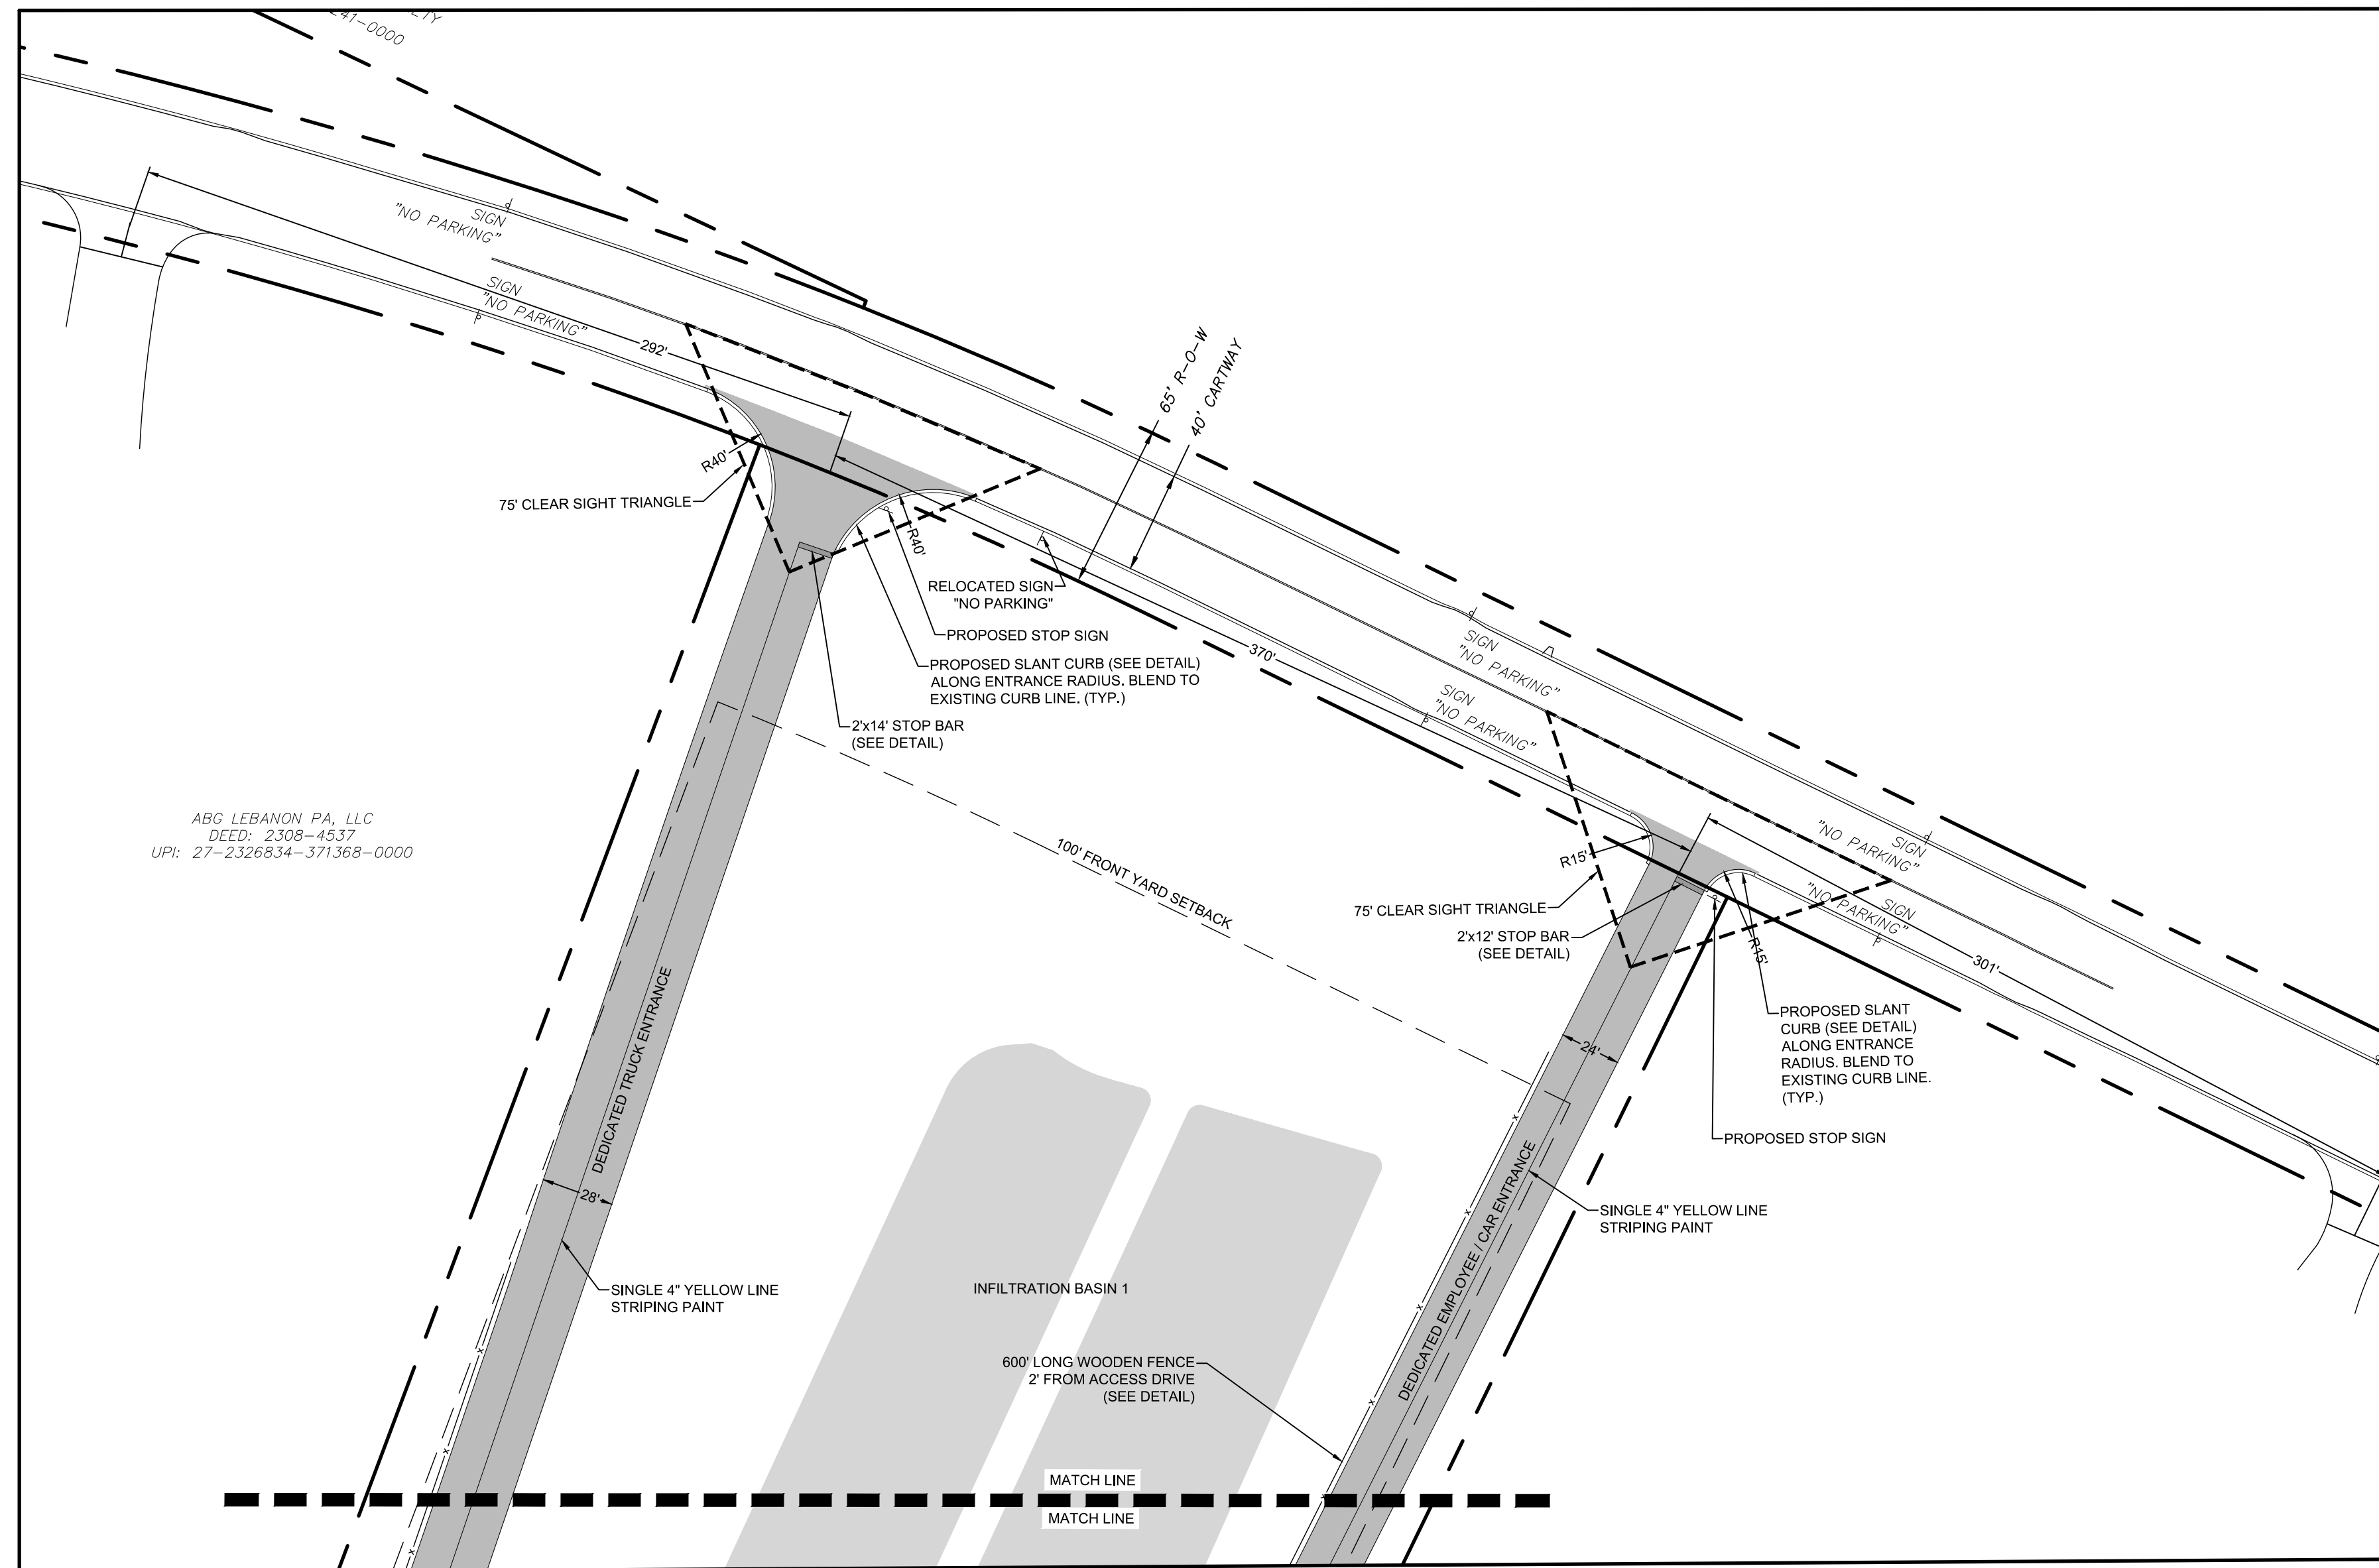 241-0000
SIGN
"NO PARKING"
SIGN
"NO PARKING"
292'
65' R-O-W
40' CARTWAY
R40'
75' CLEAR SIGHT TRIANGLE
R40'
RELOCATED SIGN
"NO PARKING"
PROPOSED STOP SIGN
PROPOSED SLANT CURB (SEE DETAIL)
ALONG ENTRANCE RADIUS. BLEND TO
EXISTING CURB LINE. (TYP.)
2'x14' STOP BAR
(SEE DETAIL)
370'
SIGN
"NO PARKING"
SIGN
"NO PARKING"
ABG LEBANON PA, LLC
DEED: 2308-4537
UPI: 27-2326834-371368-0000
100' FRONT YARD SETBACK
R15'
75' CLEAR SIGHT TRIANGLE
2'x12' STOP BAR
(SEE DETAIL)
SIGN
"NO PARKING"
SIGN
"NO PARKING"
R15'
301'
PROPOSED SLANT
CURB (SEE DETAIL)
ALONG ENTRANCE
RADIUS. BLEND TO
EXISTING CURB LINE.
(TYP.)
PROPOSED STOP SIGN
24'
DEDICATED TRUCK ENTRANCE
28'
SINGLE 4" YELLOW LINE
STRIPING PAINT
INFILTRATION BASIN 1
DEDICATED EMPLOYEE / CAR ENTRANCE
SINGLE 4" YELLOW LINE
STRIPING PAINT
600' LONG WOODEN FENCE
2' FROM ACCESS DRIVE
(SEE DETAIL)
MATCH LINE
MATCH LINE